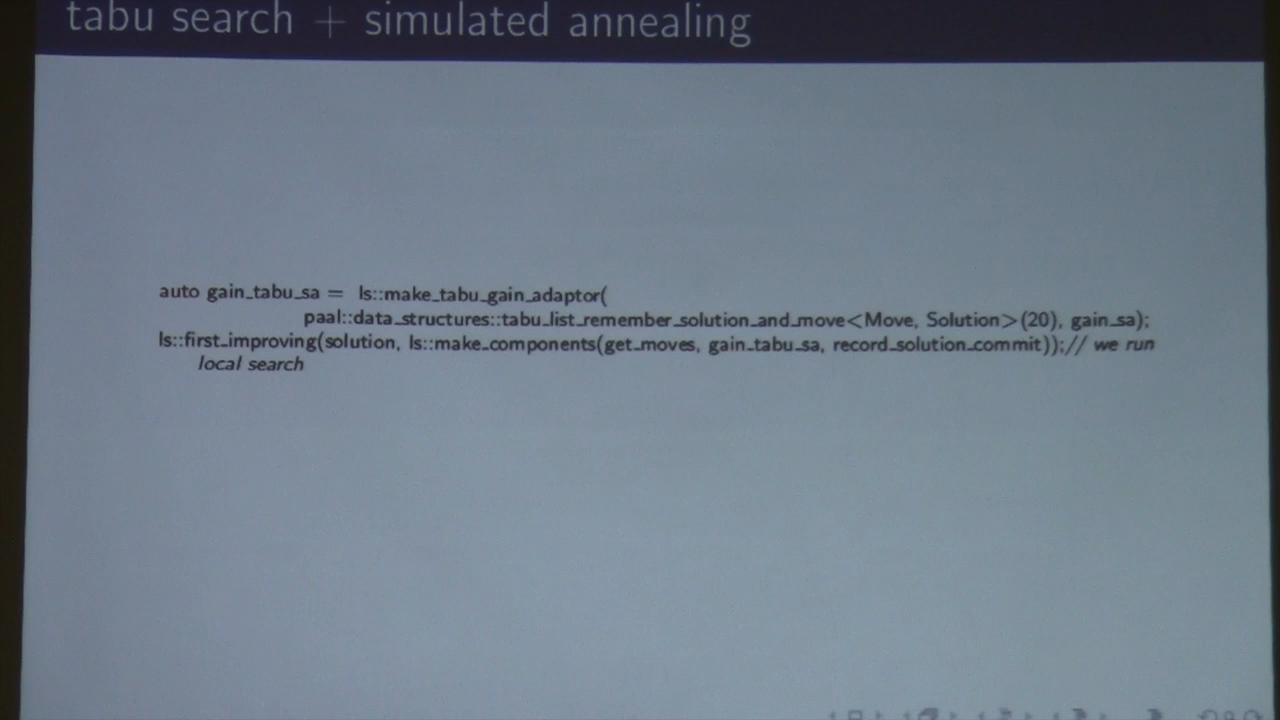 tabu search + simulated annealing
auto gain_tabu_sa = ls::make_tabu_gain_adaptor(
paal::data_structures::tabu_list_remember_solution_and_move<Move, Solution>(20), gain_sa);
ls::first_improving(solution, ls::make_components(get_moves, gain_tabu_sa, record_solution_commit));// we run
local search